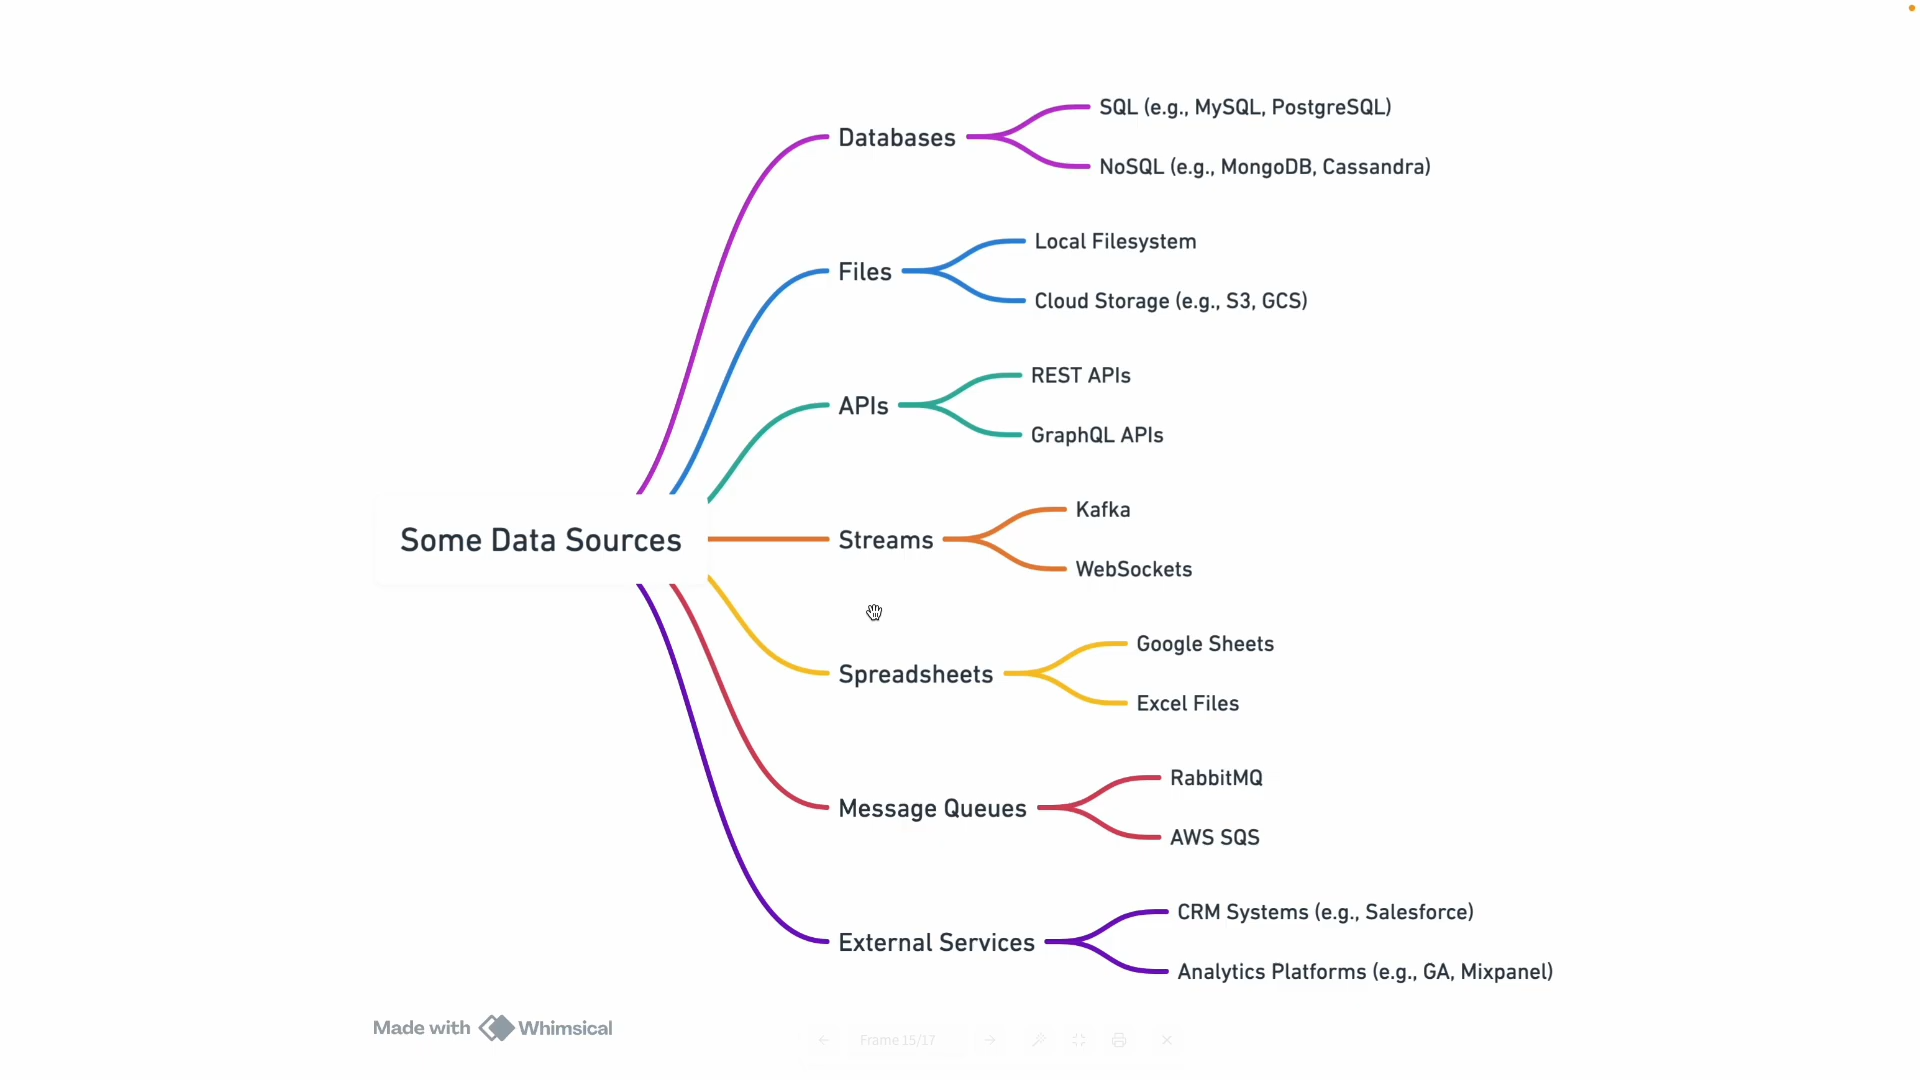 Some Data Sources
Databases
SQL (e.g., MySQL, PostgreSQL)
NoSQL (e.g., MongoDB, Cassandra)
Files
Local Filesystem
Cloud Storage (e.g., S3, GCS)
APIs
REST APIs
GraphQL APIs
Streams
Kafka
WebSockets
Spreadsheets
Google Sheets
Excel Files
Message Queues
RabbitMQ
AWS SQS
External Services
CRM Systems (e.g., Salesforce)
Analytics Platforms (e.g., GA, Mixpanel)
Made with Whimsical
Frame 15/17